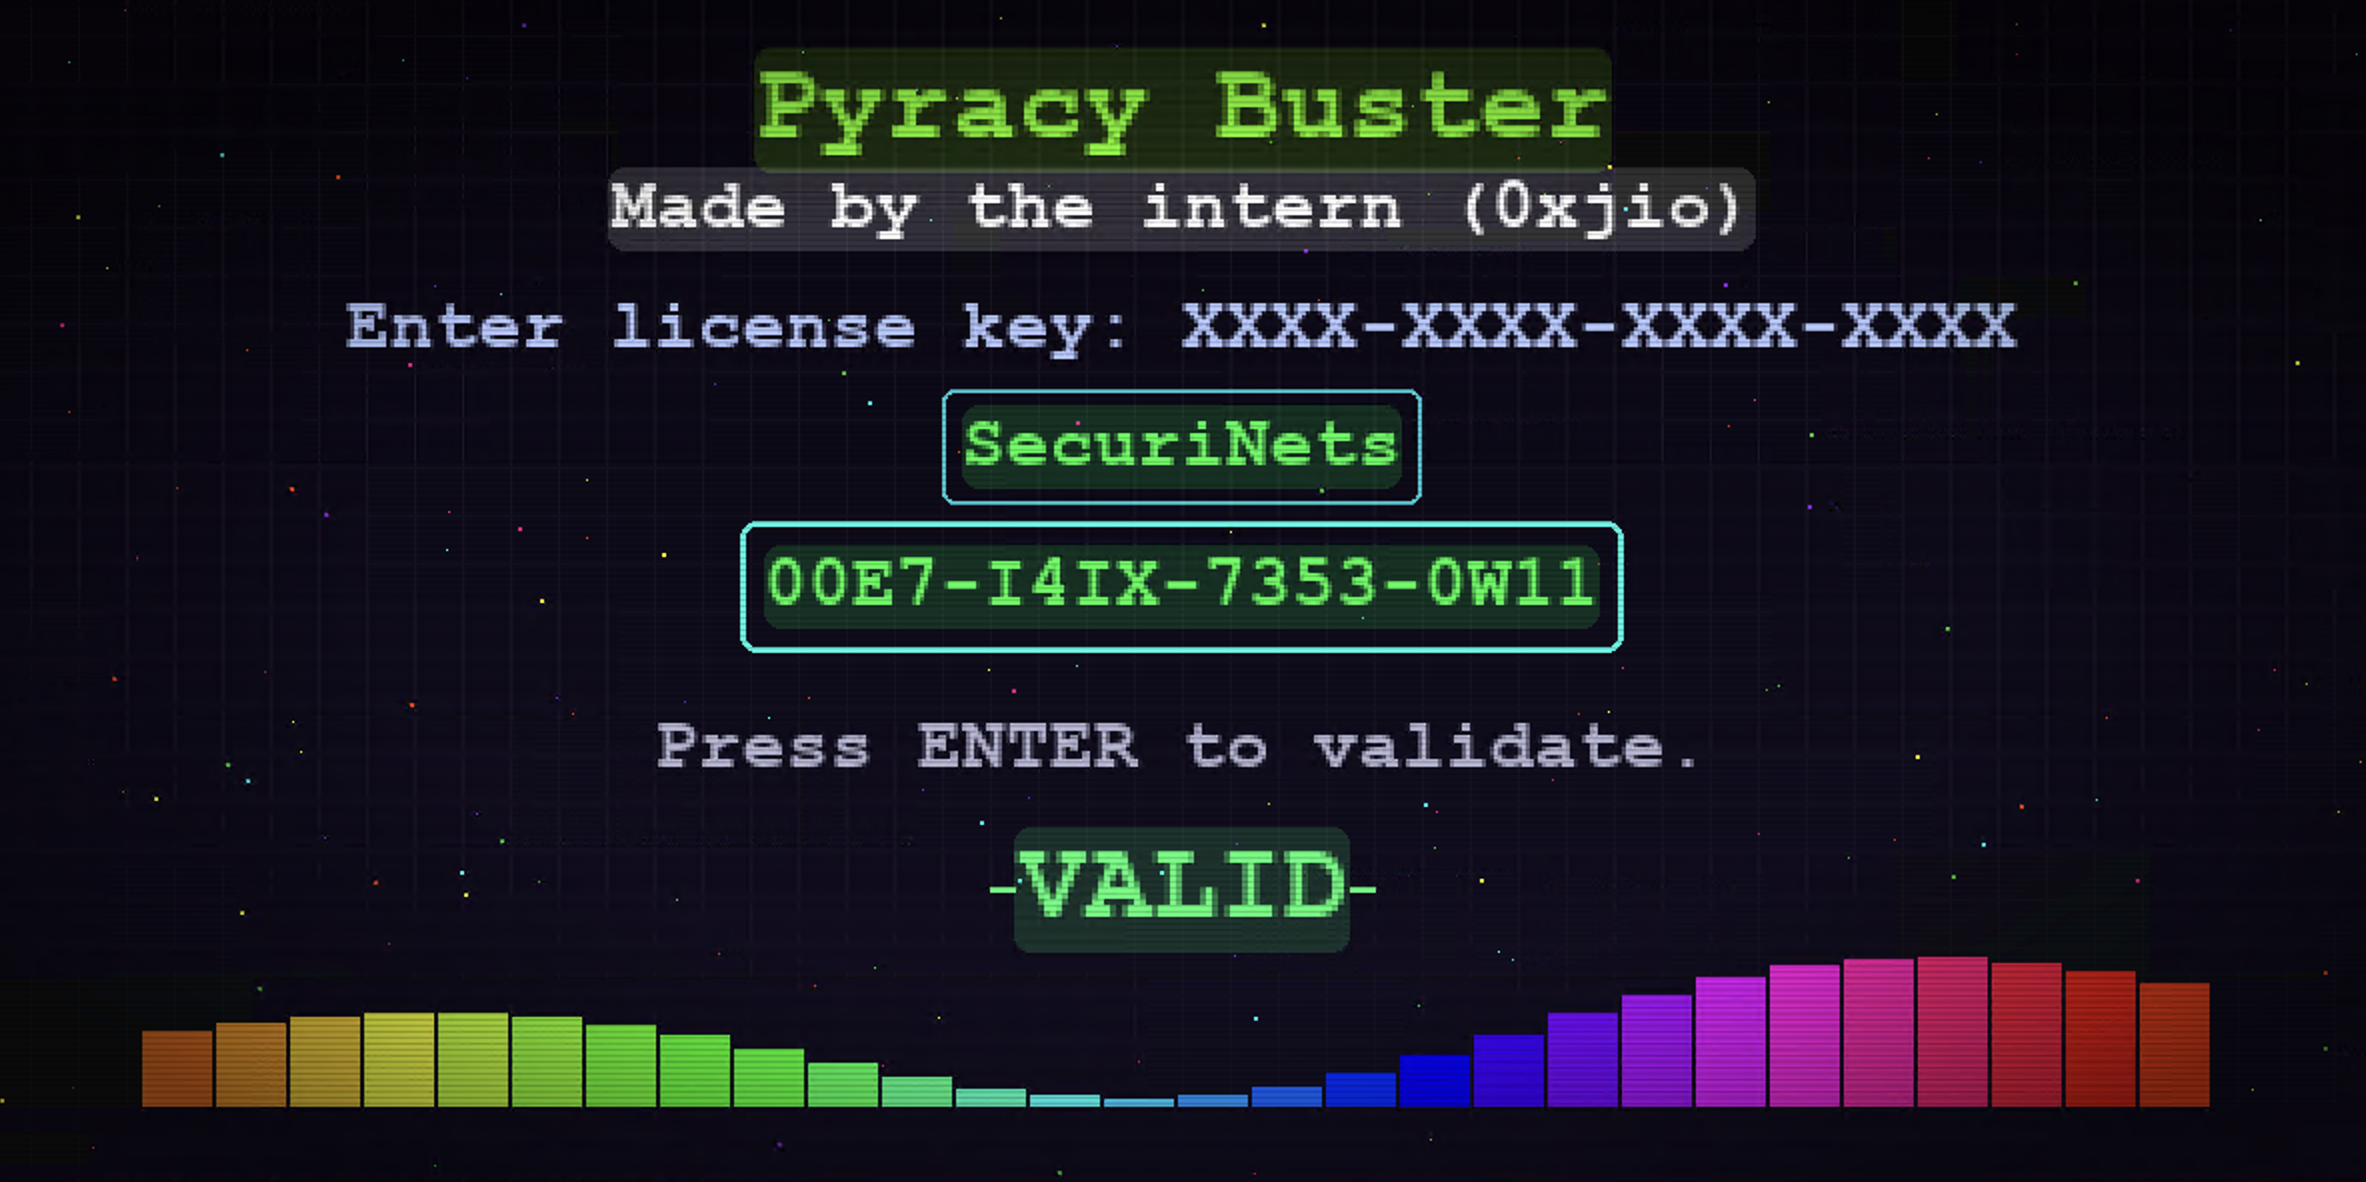 Pyracy Buster
Made by the intern (0xjio)
Enter license key: XXXX-XXXX-XXXX-XXXX
SecuriNets
00E7-I4IX-7353-0W11
Press ENTER to validate.
-VALID-